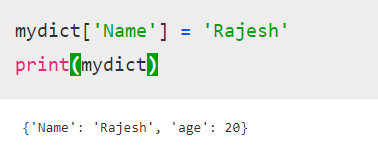 mydict['Name'] = 'Rajesh'
print(mydict)
{'Name': 'Rajesh', 'age': 20}